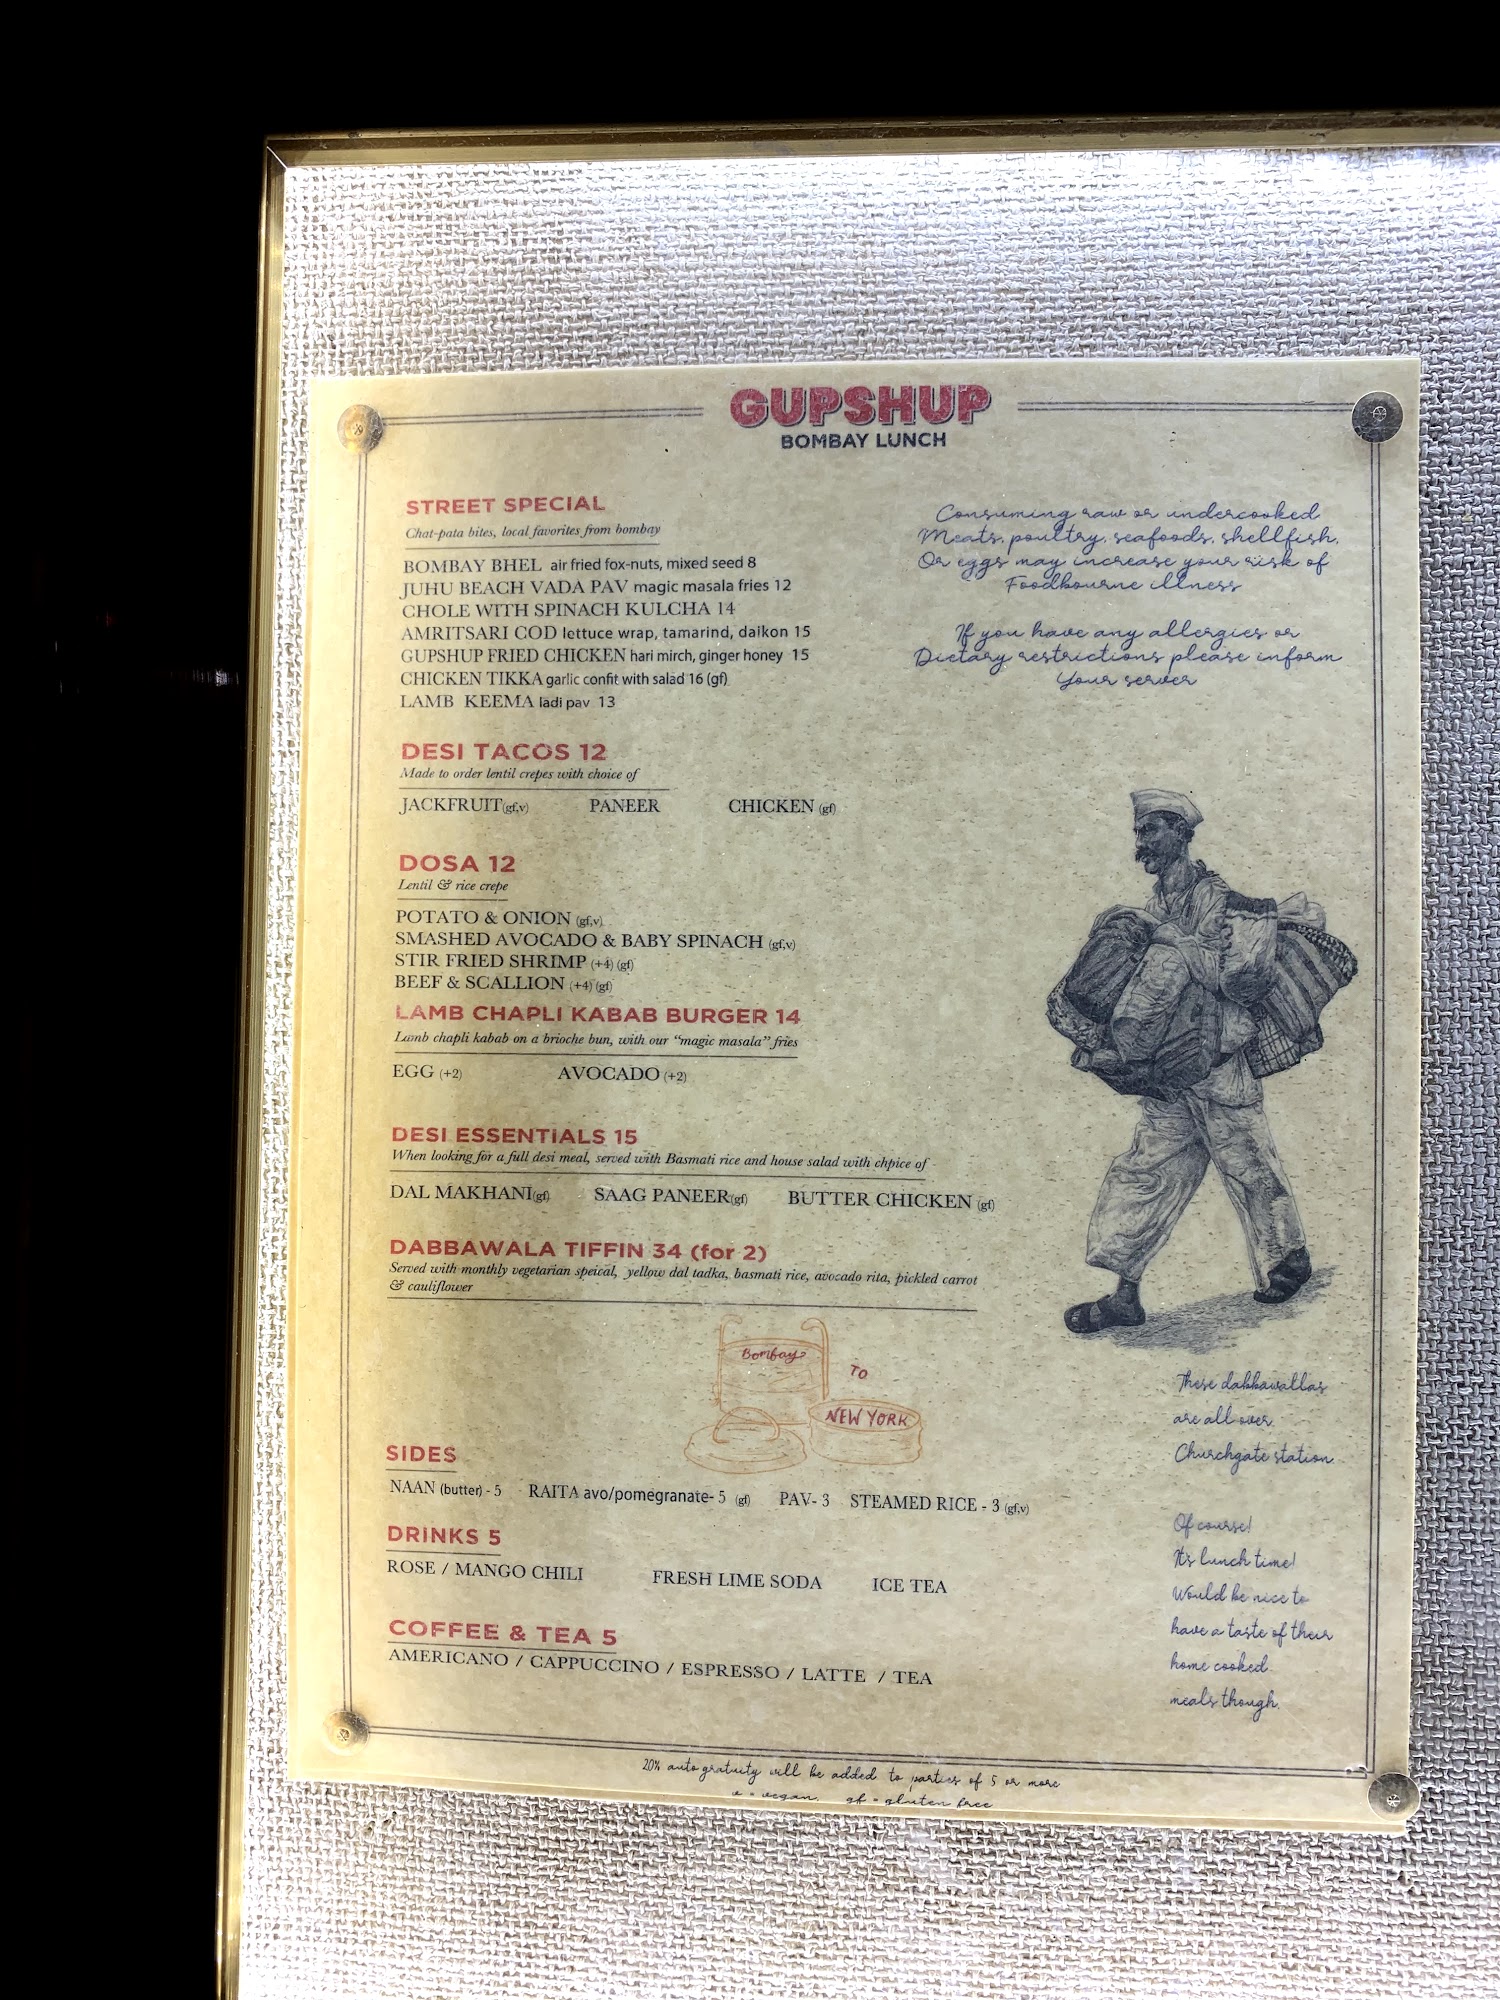 GUPSHUP
BOMBAY LUNCH
STREET SPECIAL
Chat-pata bites, local favorites from bombay
BOMBAY BHEL air fried fox-nuts, mixed seed 8
JUHU BEACH VADA PAV magic masala fries 12
CHOLE WITH SPINACH KULCHA 14
AMRITSARI COD lettuce wrap, tamarind, daikon 15
GUPSHUP FRIED CHICKEN hari mirch, ginger honey 15
CHICKEN TIKKA garlic confit with salad 16 (gf)
LAMB KEEMA ladi pav 13
DESI TACOS 12
Made to order lentil crepes with choice of
JACKFRUIT(gf,v) PANEER CHICKEN (gf)
DOSA 12
Lentil & rice crepe
POTATO & ONION (gf,v)
SMASHED AVOCADO & BABY SPINACH (gf,v)
STIR FRIED SHRIMP (+4) (gf)
BEEF & SCALLION (+4) (gf)
LAMB CHAPLI KABAB BURGER 14
Lamb chapli kabab on a brioche bun, with our "magic masala" fries
EGG (+2) AVOCADO (+2)
DESI ESSENTIALS 15
When looking for a full desi meal, served with Basmati rice and house salad with chpice of
DAL MAKHANI(gf) SAAG PANEER(gf) BUTTER CHICKEN (gf)
DABBAWALA TIFFIN 34 (for 2)
Served with monthly vegetarian speical, yellow dal tadka, basmati rice, avocado rita, pickled carrot
& cauliflower
Bombay
TO
NEW YORK
SIDES
NAAN (butter) - 5 RAITA avo/pomegranate- 5 (gf) PAV- 3 STEAMED RICE - 3 (gf,v)
DRINKS 5
ROSE / MANGO CHILI FRESH LIME SODA ICE TEA
COFFEE & TEA 5
AMERICANO / CAPPUCCINO / ESPRESSO / LATTE / TEA
Consuming raw or undercooked
Meats, poultry, seafoods, shellfish,
Or eggs may increase your risk of
Foodbourne illness
If you have any allergies or
Dietary restrictions please inform
Your server
These dabbawallas
are all over
Churchgate station.
Of course!
It's lunch time!
Would be nice to
have a taste of their
home cooked
meals though.
20% auto gratuity will be added to parties of 5 or more
v = vegan, gf = gluten free